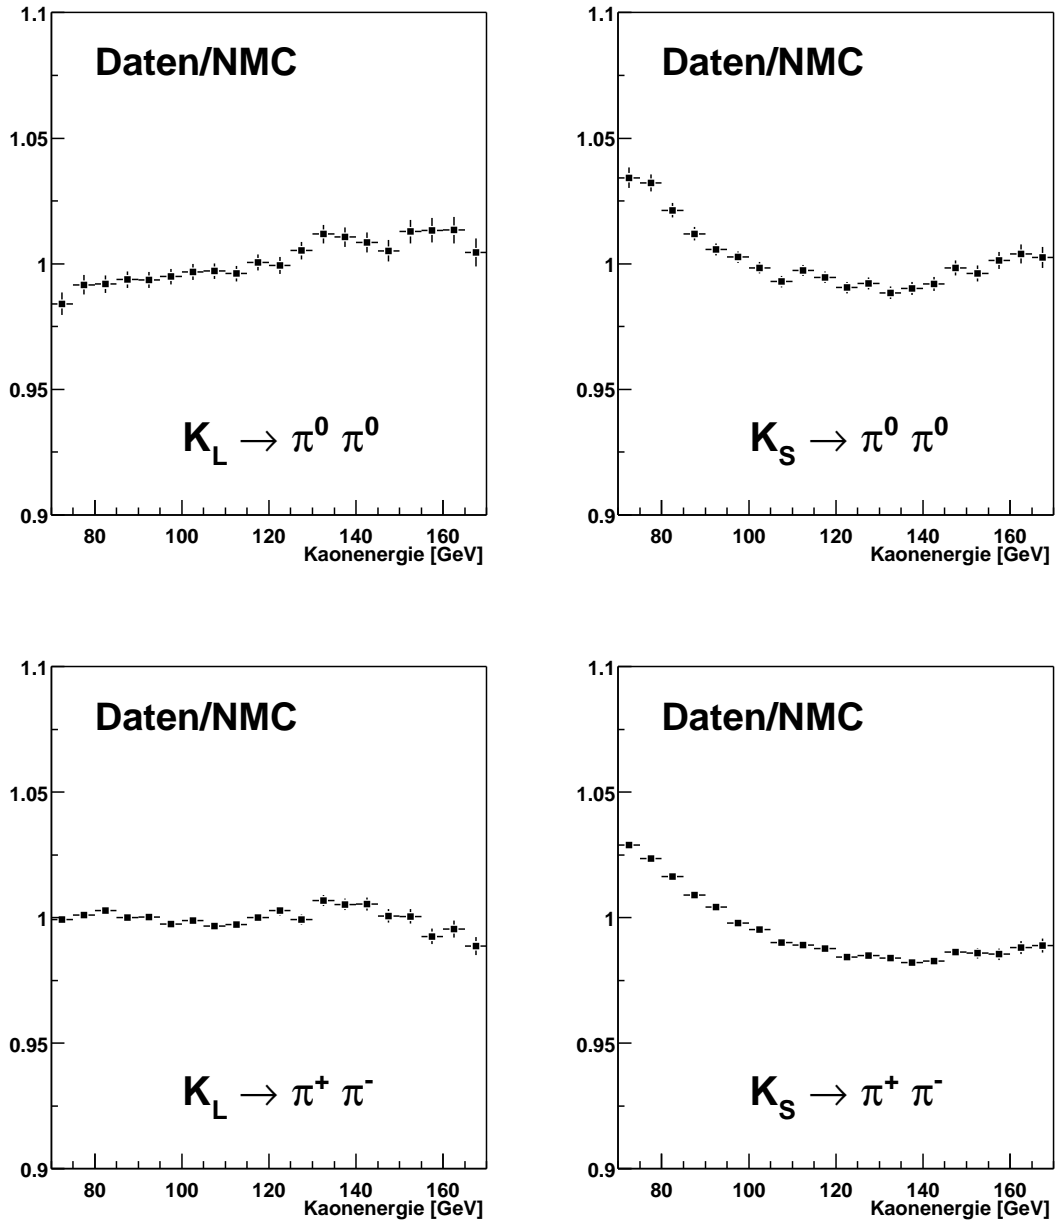 Daten/NMC
1.1
1.05
1
0.95
0.9
K_L → π⁰ π⁰
80 100 120 140 160
Kaonenergie [GeV]
Daten/NMC
1.1
1.05
1
0.95
0.9
K_S → π⁰ π⁰
80 100 120 140 160
Kaonenergie [GeV]
Daten/NMC
1.1
1.05
1
0.95
0.9
K_L → π⁺ π⁻
80 100 120 140 160
Kaonenergie [GeV]
Daten/NMC
1.1
1.05
1
0.95
0.9
K_S → π⁺ π⁻
80 100 120 140 160
Kaonenergie [GeV]